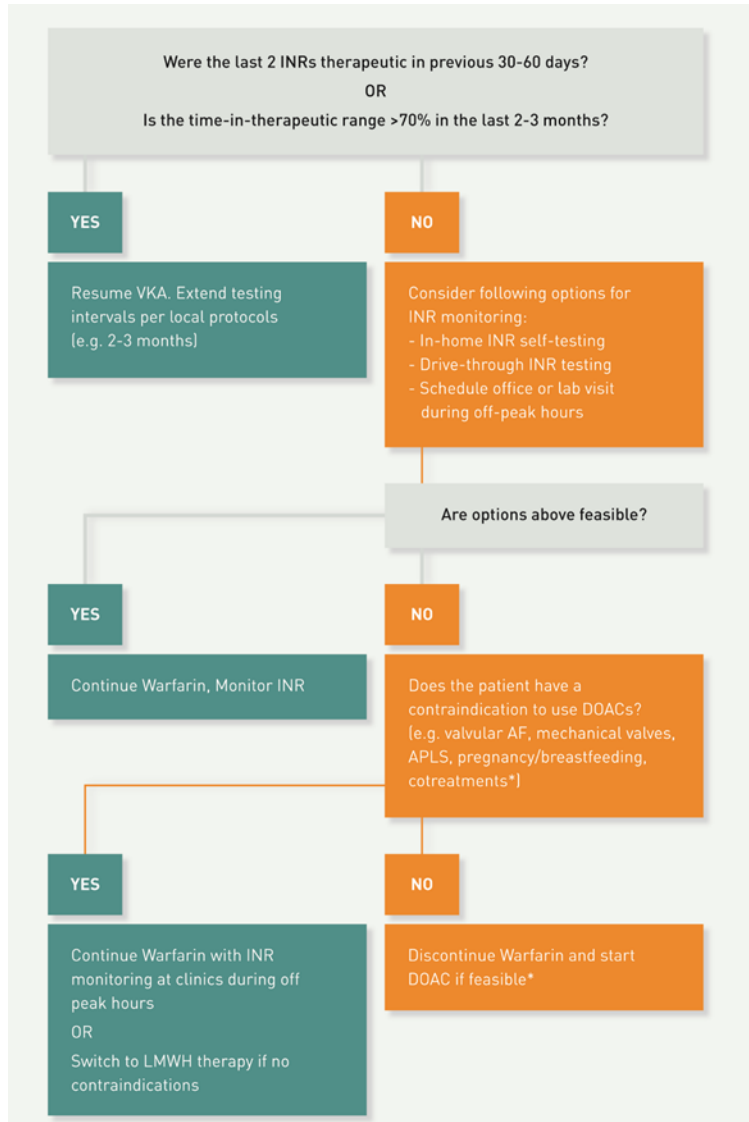 Were the last 2 INRs therapeutic in previous 30-60 days?
OR
Is the time-in-therapeutic range >70% in the last 2-3 months?
YES
NO
Resume VKA. Extend testing
intervals per local protocols
(e.g. 2-3 months)
Consider following options for
INR monitoring:
- In-home INR self-testing
- Drive-through INR testing
- Schedule office or lab visit
during off-peak hours
Are options above feasible?
YES
NO
Continue Warfarin, Monitor INR
Does the patient have a
contraindication to use DOACs?
(e.g. valvular AF, mechanical valves,
APLS, pregnancy/breastfeeding,
cotreatments*)
YES
NO
Continue Warfarin with INR
monitoring at clinics during off
peak hours
OR
Switch to LMWH therapy if no
contraindications
Discontinue Warfarin and start
DOAC if feasible*